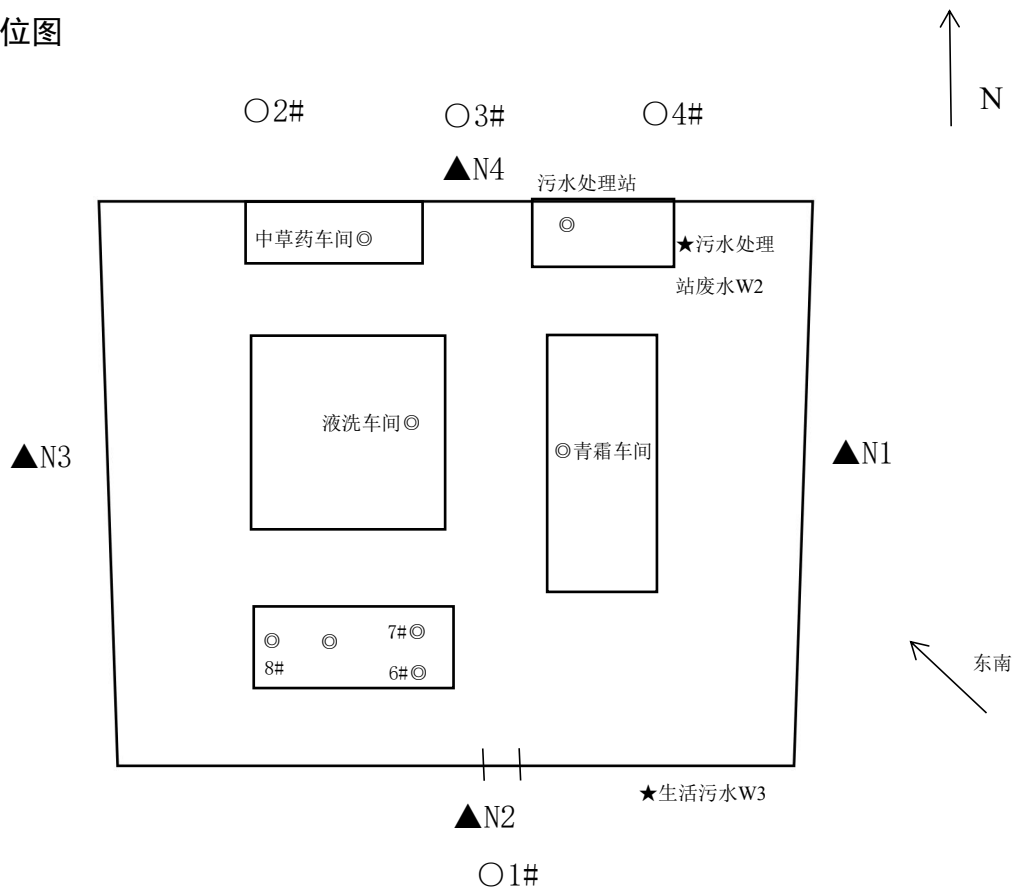 位图
N
○2#
○3#
○4#
▲N4
污水处理站
◎
中草药车间◎
★污水处理
站废水W2
液洗车间◎
◎青霜车间
▲N3
▲N1
7#◎
◎
◎
8#
6#◎
东南
★生活污水W3
▲N2
○1#